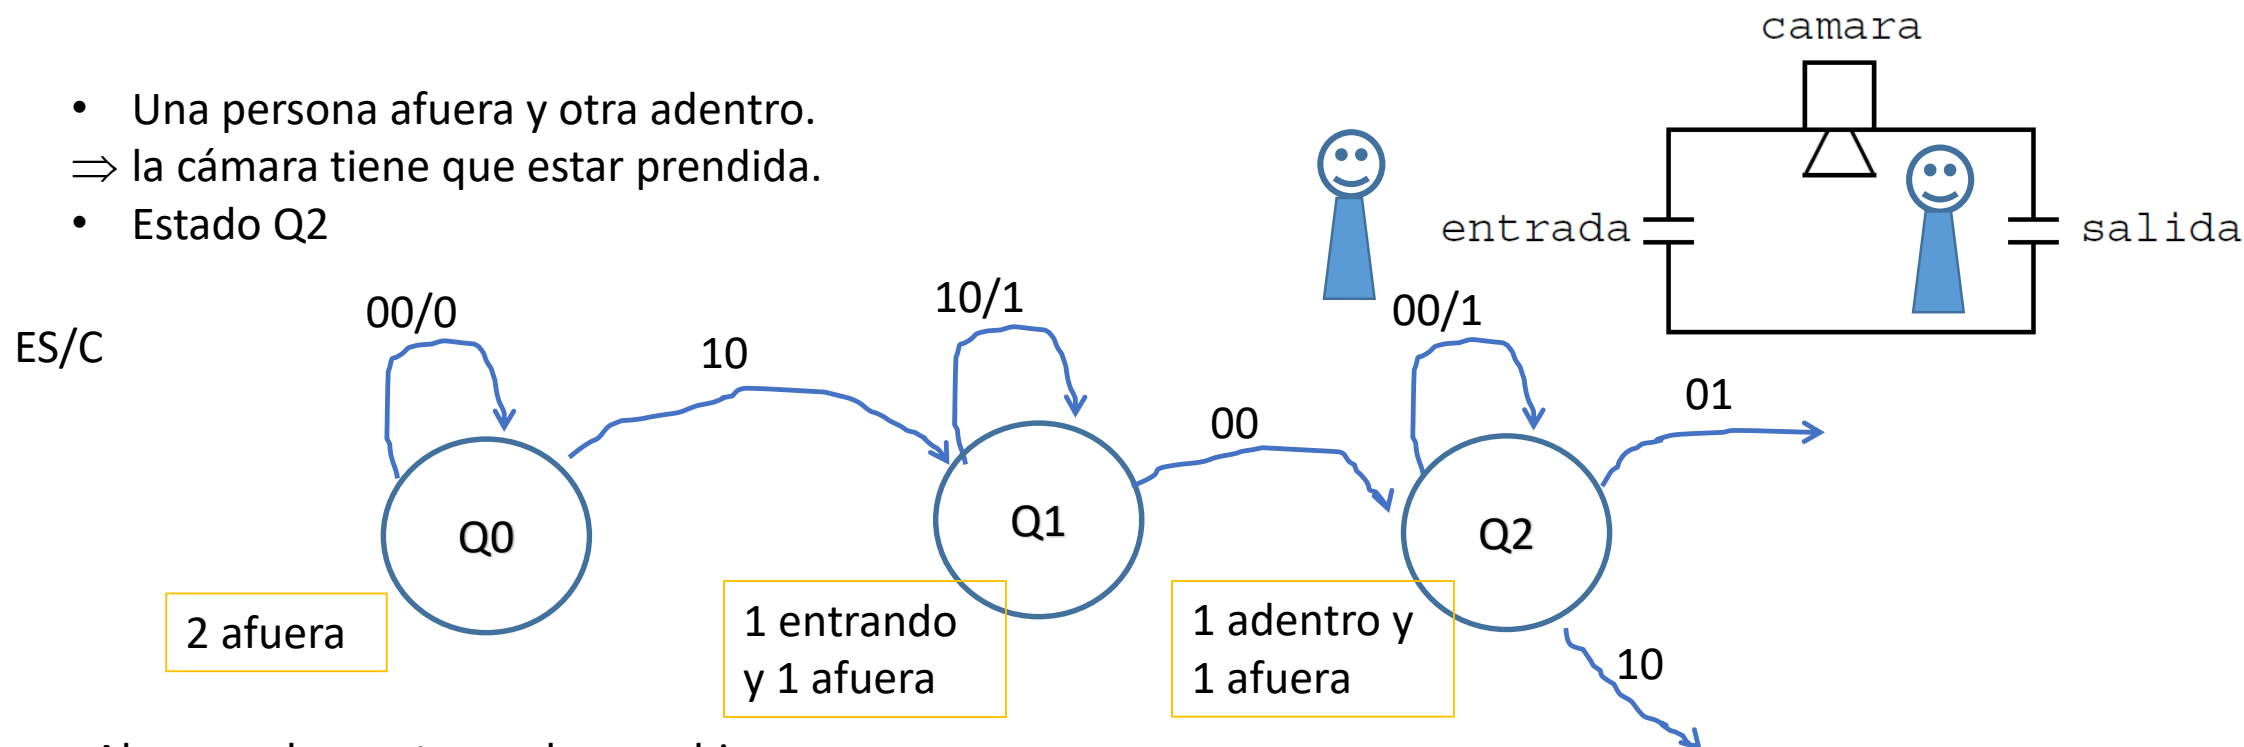 camara
• Una persona afuera y otra adentro.
⇒ la cámara tiene que estar prendida.
• Estado Q2
entrada
salida
ES/C
00/0
10
10/1
00
00/1
01
Q0
Q1
Q2
2 afuera
1 entrando
y 1 afuera
1 adentro y
1 afuera
10